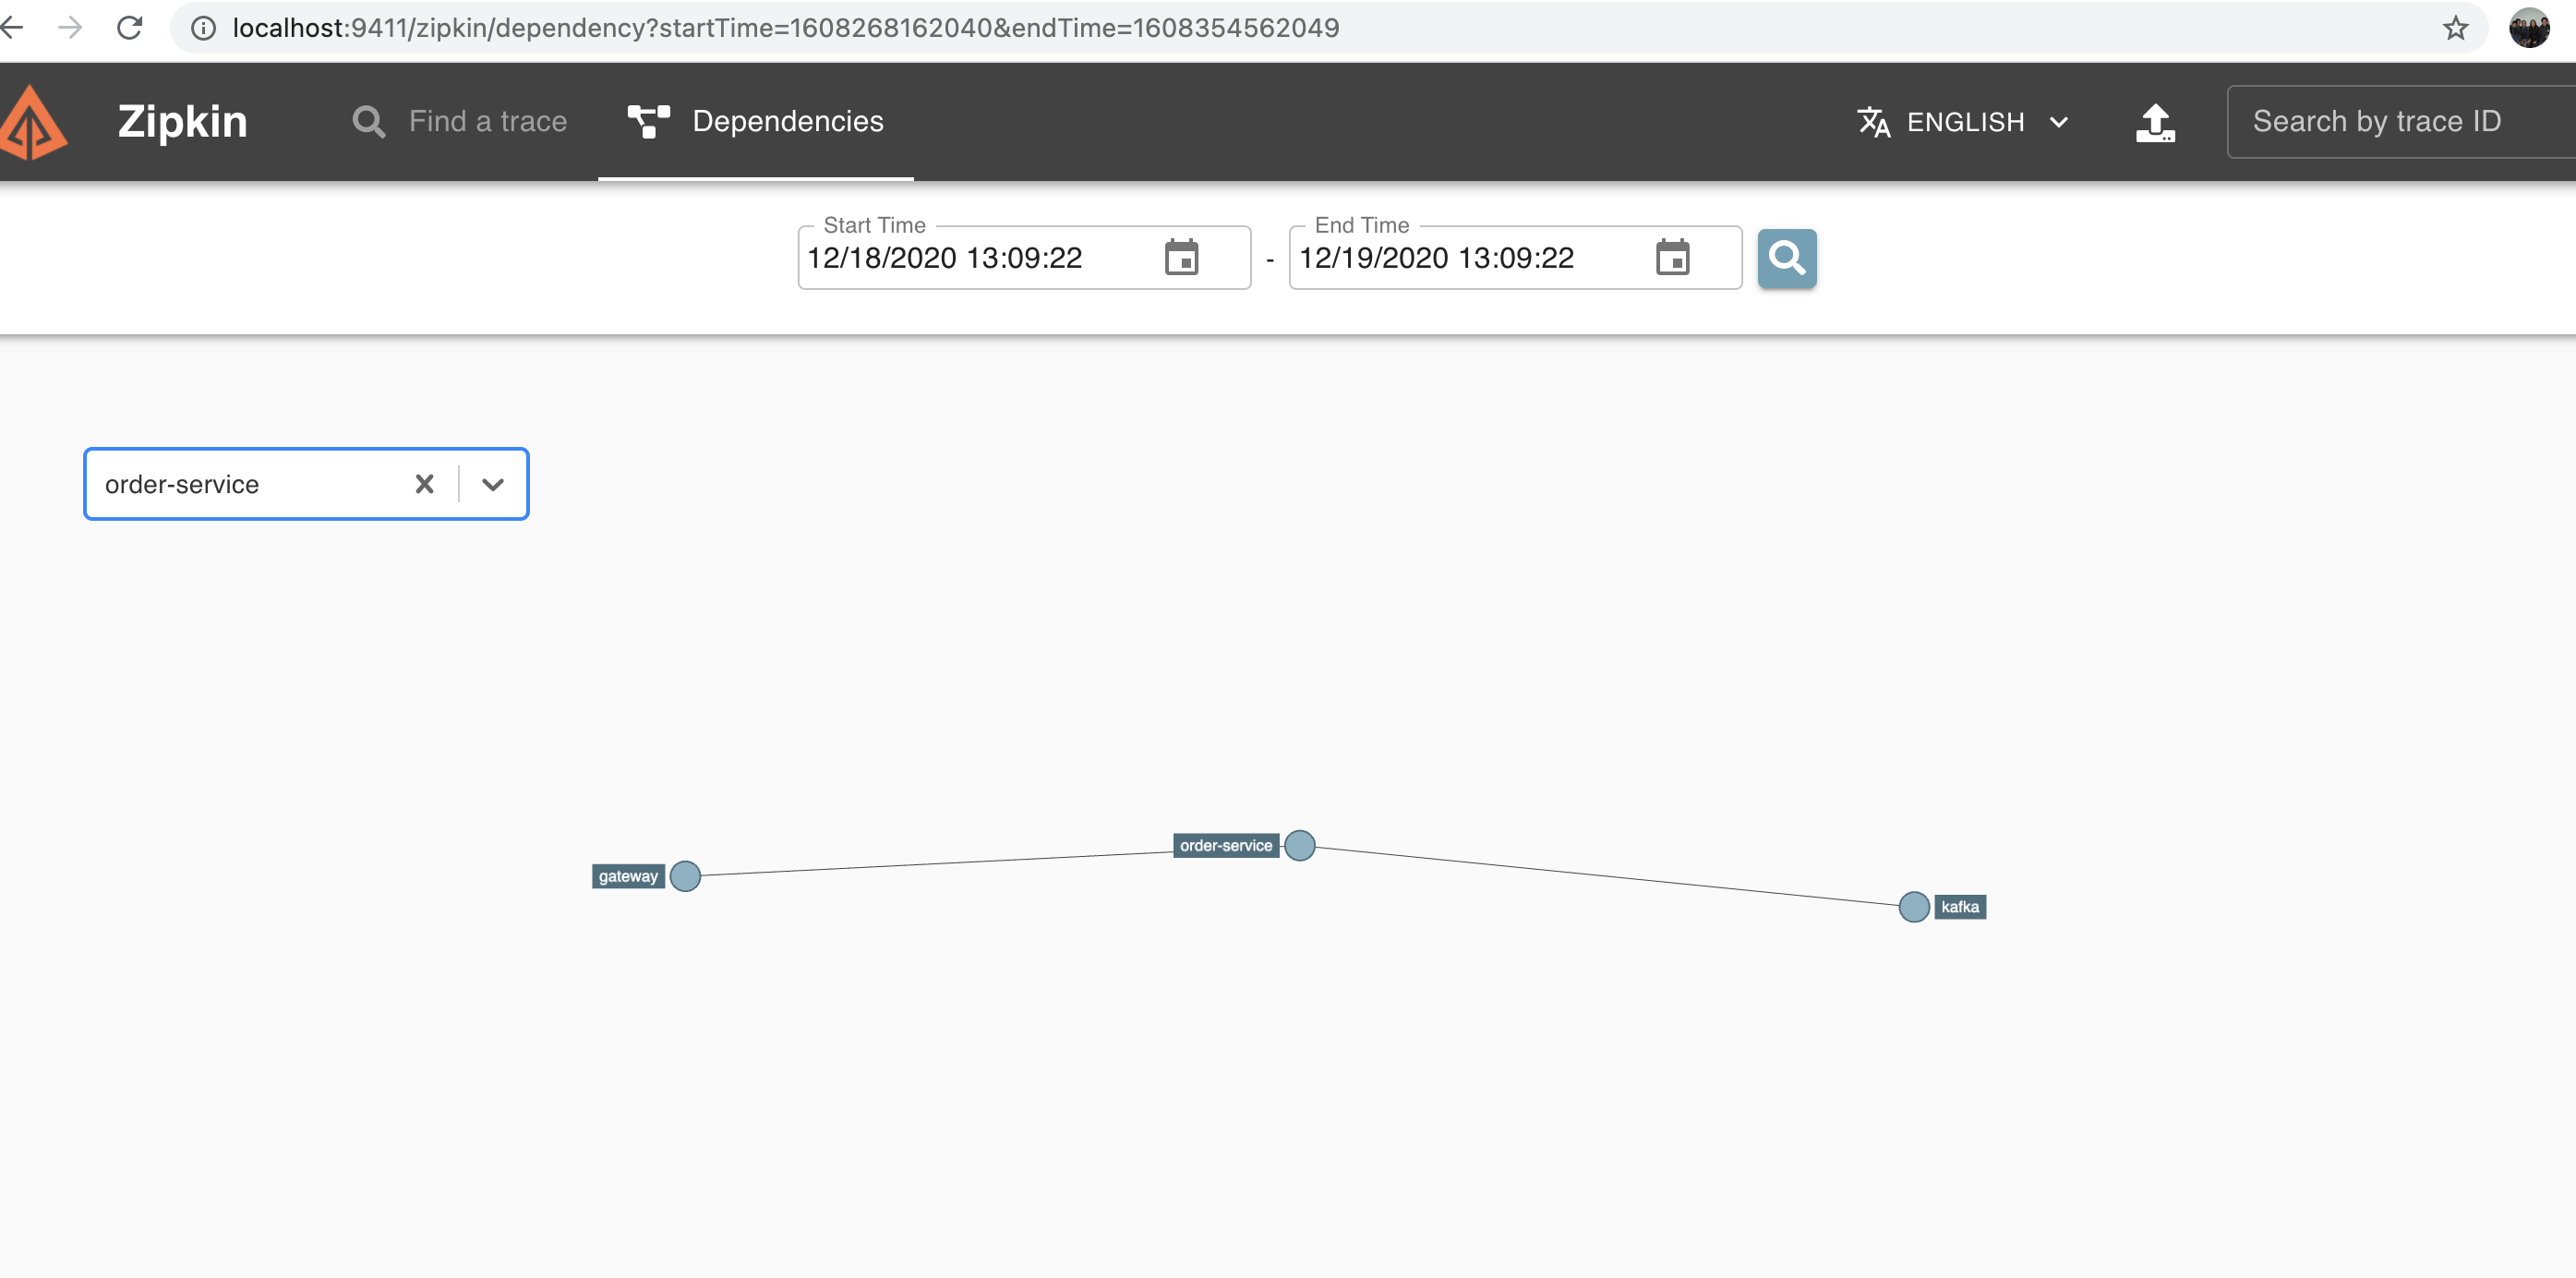 localhost:9411/zipkin/dependency?startTime=1608268162040&endTime=1608354562049
Zipkin Find a trace Dependencies ENGLISH Search by trace ID
Start Time End Time
12/18/2020 13:09:22 - 12/19/2020 13:09:22
order-service
order-service
gateway
kafka